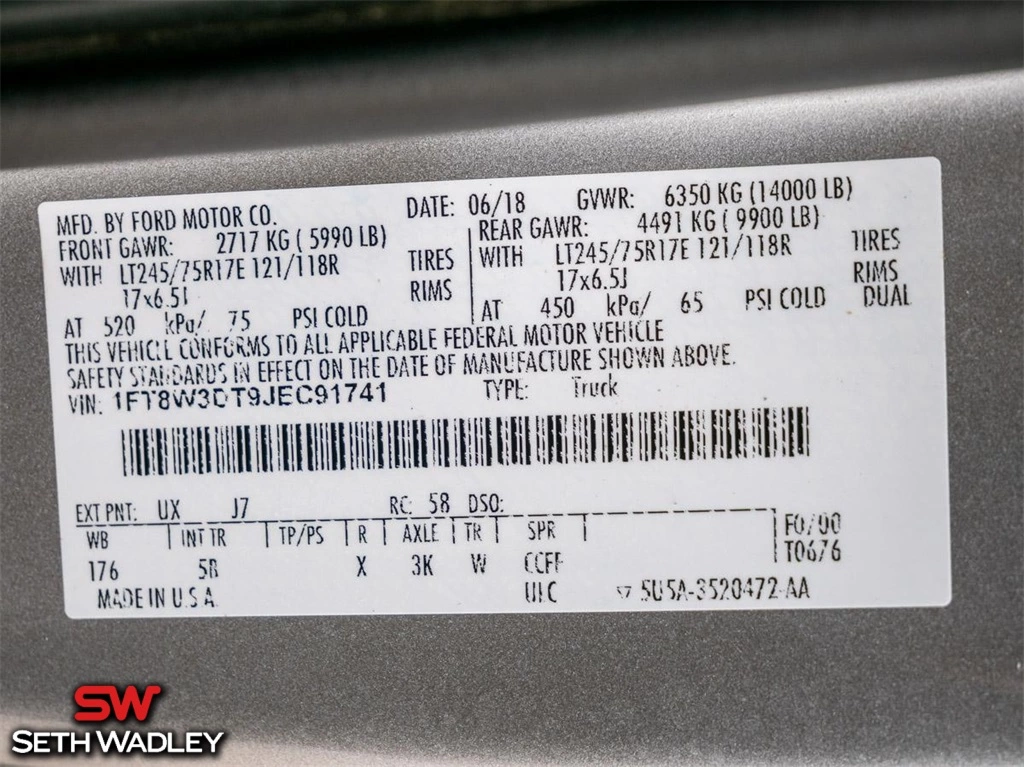 MFD. BY FORD MOTOR CO. DATE: 06/18 GVWR: 6350 KG (14000 LB)
FRONT GAWR: 2717 KG ( 5990 LB) REAR GAWR: 4491 KG ( 9900 LB)
WITH LT245/75R17E 121/118R TIRES WITH LT245/75R17E 121/118R TIRES
17x6.5J RIMS 17x6.5J RIMS
AT 520 kPa/ 75 PSI COLD AT 450 kPa/ 65 PSI COLD DUAL
THIS VEHICLE CONFORMS TO ALL APPLICABLE FEDERAL MOTOR VEHICLE
SAFETY STANDARDS IN EFFECT ON THE DATE OF MANUFACTURE SHOWN ABOVE.
VIN: 1FT8W3DT9JEC91741 TYPE: Truck
EXT PNT: UX J7 RC: 58 DSO:
WB INT TR TP/PS R AXLE TR SPR
176 X 3K W
F0/00
T0676
MADE IN U.S.A. 5U5A-3520472-AA
SW
SETH WADLEY